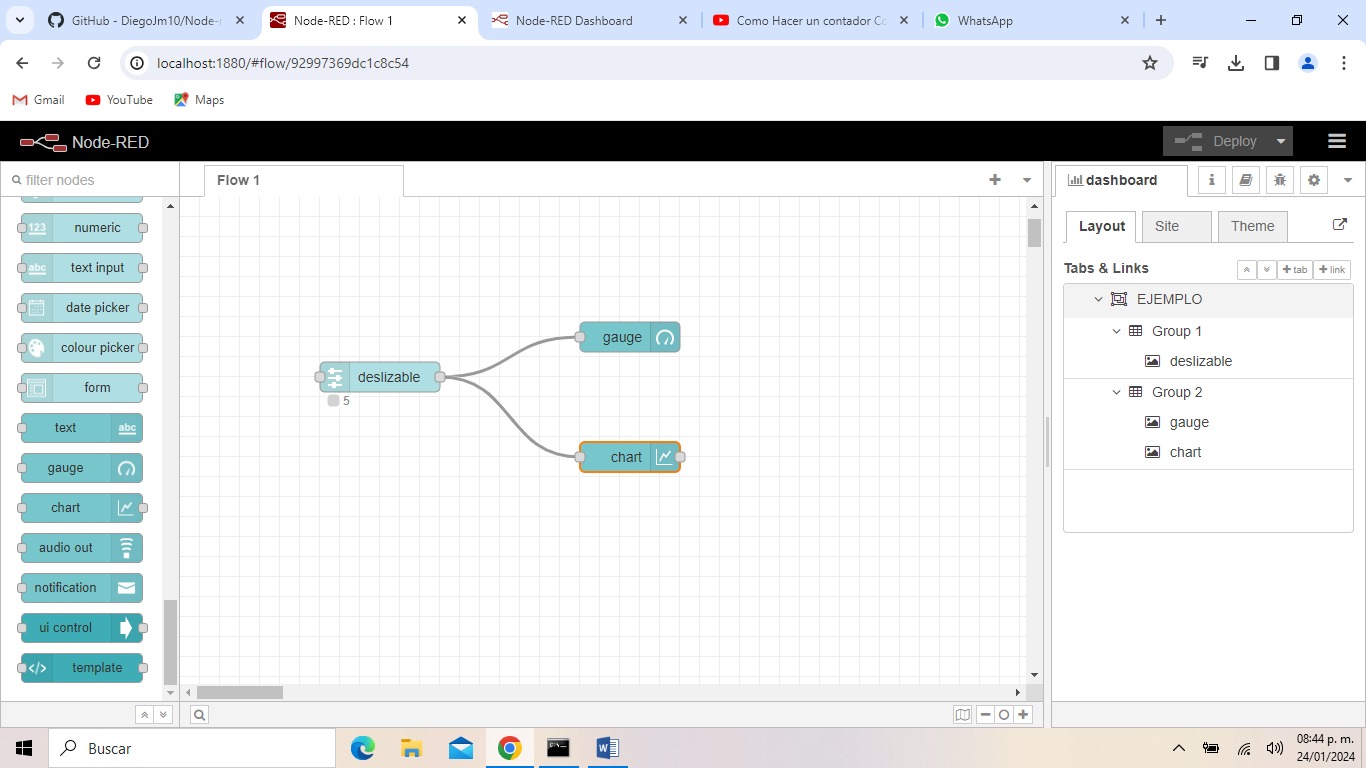 GitHub - DiegoJm10/Node-r
Node-RED : Flow 1
Node-RED Dashboard
Como Hacer un contador Co
WhatsApp
localhost:1880/#flow/92997369dc1c8c54
Gmail
YouTube
Maps
Node-RED
Deploy
filter nodes
Flow 1
dashboard
i
numeric
123
text input
abc
date picker
colour picker
form
text
abc
gauge
chart
audio out
notification
ui control
template
deslizable
5
gauge
chart
Layout
Site
Theme
Tabs & Links
tab
link
EJEMPLO
Group 1
deslizable
Group 2
gauge
chart
Buscar
08:44 p. m.
24/01/2024